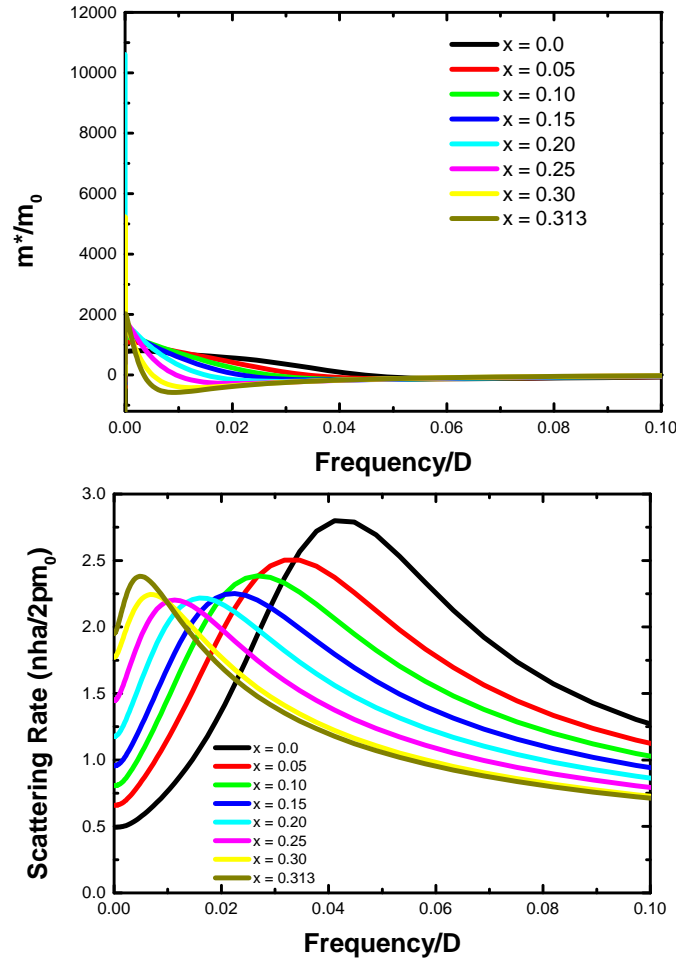 12000
10000
8000
6000
4000
2000
0
m*/m0
x = 0.0
x = 0.05
x = 0.10
x = 0.15
x = 0.20
x = 0.25
x = 0.30
x = 0.313
0.00 0.02 0.04 0.06 0.08 0.10
Frequency/D
3.0
2.5
2.0
1.5
1.0
0.5
0.0
Scattering Rate (nha/2pm0)
x = 0.0
x = 0.05
x = 0.10
x = 0.15
x = 0.20
x = 0.25
x = 0.30
x = 0.313
0.00 0.02 0.04 0.06 0.08 0.10
Frequency/D